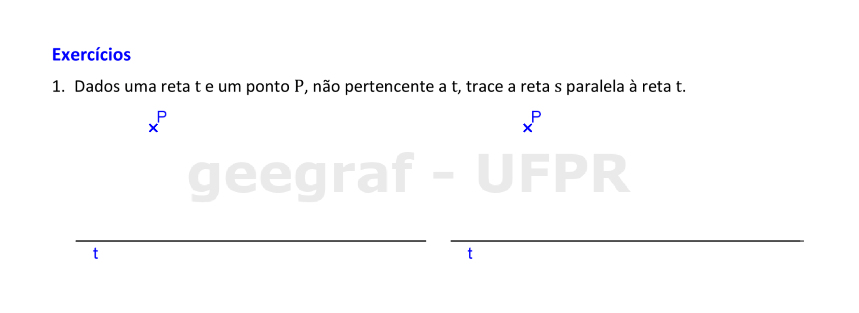 Exercícios
1. Dados uma reta t e um ponto P, não pertencente a t, trace a reta s paralela à reta t.
P P
geegraf - UFPR
t t